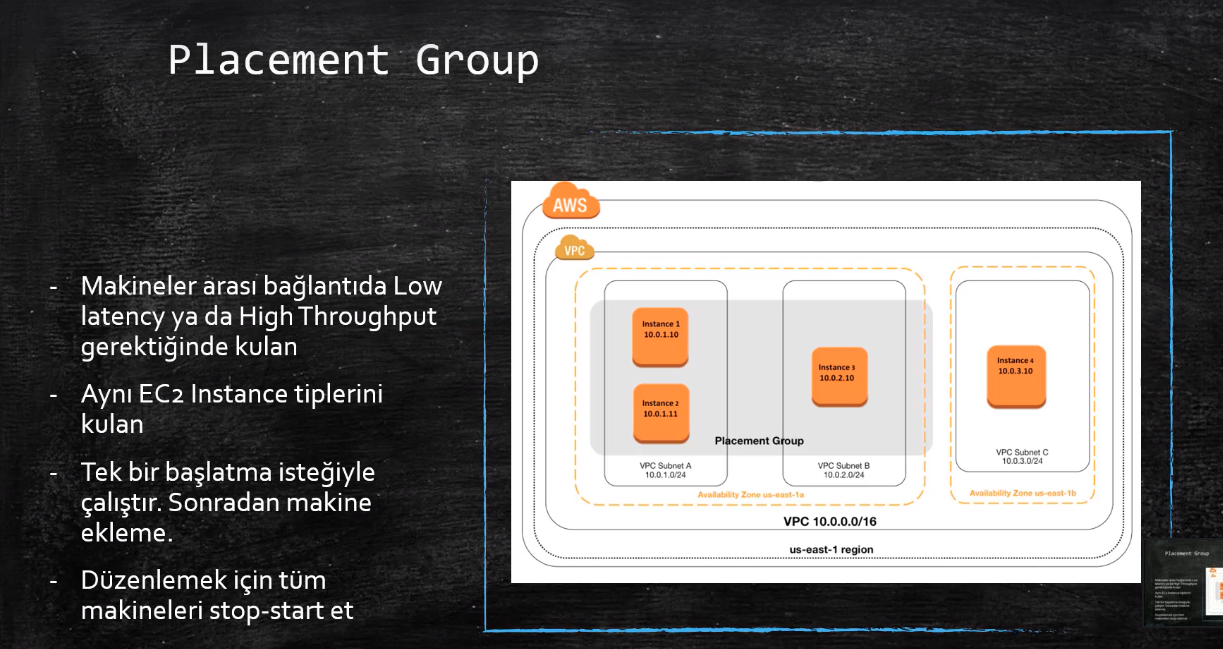 Placement Group
- Makineler arası bağlantıda Low
latency ya da High Throughput
gerektiğinde kulan
- Aynı EC2 Instance tiplerini
kulan
- Tek bir başlatma isteğiyle
çalıştır. Sonradan makine
ekleme.
- Düzenlemek için tüm
makineleri stop-start et
AWS
VPC
Instance 1
10.0.1.10
Instance 2
10.0.1.11
Instance 3
10.0.2.10
Instance 4
10.0.3.10
Placement Group
VPC Subnet A
10.0.1.0/24
VPC Subnet B
10.0.2.0/24
VPC Subnet C
10.0.3.0/24
Availability Zone us-east-1a
Availability Zone us-east-1b
VPC 10.0.0.0/16
us-east-1 region
Placement Group